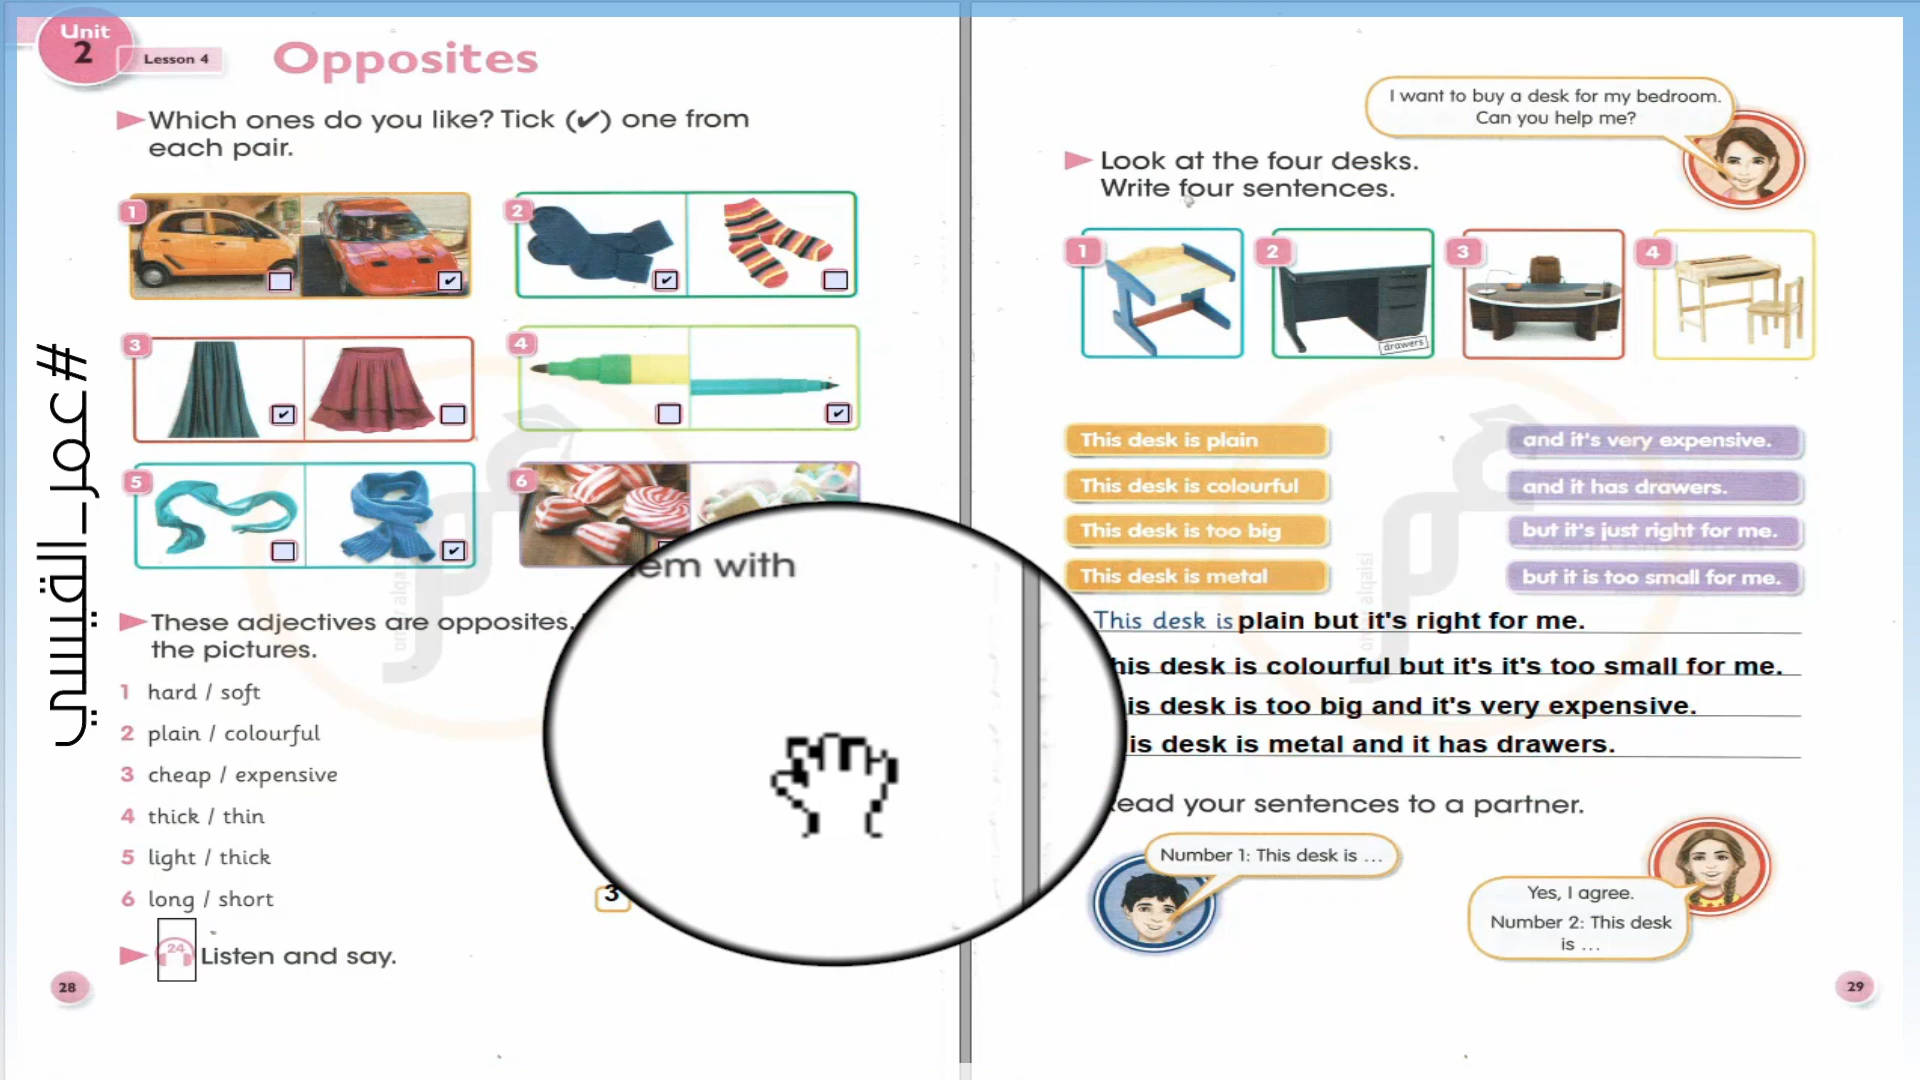 Unit
2
Lesson 4
Opposites
Which ones do you like? Tick (✔) one from
each pair.
1
2
3
4
5
6
These adjectives are opposites.
the pictures.
em with
1 hard / soft
2 plain / colourful
3 cheap / expensive
4 thick / thin
5 light / thick
6 long / short
3
24 Listen and say.
28
#عمر_القيسي
I want to buy a desk for my bedroom.
Can you help me?
Look at the four desks.
Write four sentences.
1
2
3
4
drawers
This desk is plain
and it's very expensive.
This desk is colourful
and it has drawers.
This desk is too big
but it's just right for me.
This desk is metal
but it is too small for me.
This desk is plain but it's right for me.
his desk is colourful but it's it's too small for me.
is desk is too big and it's very expensive.
is desk is metal and it has drawers.
ead your sentences to a partner.
Number 1: This desk is ...
Yes, I agree.
Number 2: This desk
is ...
29
omar alqaisi
omar alqaisi